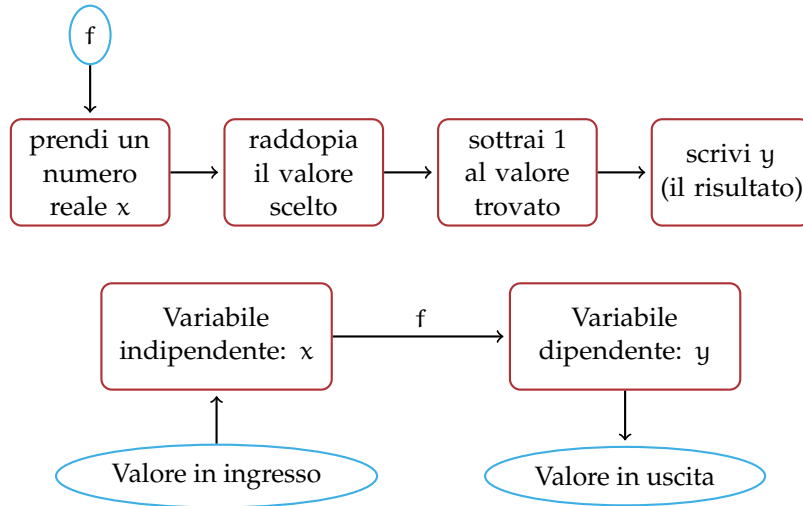 f
prendi un
numero
reale x
raddopia
il valore
scelto
sottrai 1
al valore
trovato
scrivi y
(il risultato)
Variabile
indipendente: x
f
Variabile
dipendente: y
Valore in ingresso
Valore in uscita